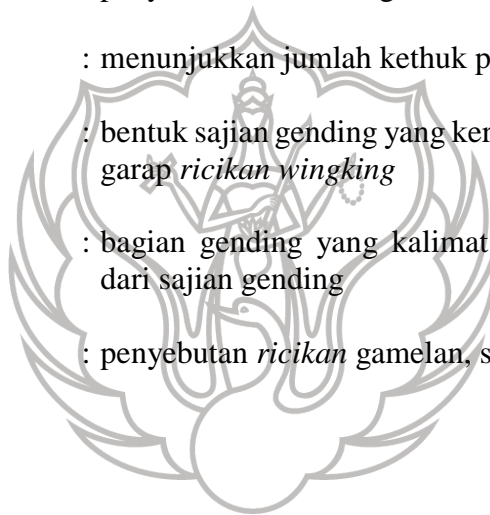 : menunjukkan jumlah kethuk p
: bentuk sajian gending yang ker
garap ricikan wingking
: bagian gending yang kalimat
dari sajian gending
: penyebutan ricikan gamelan, s